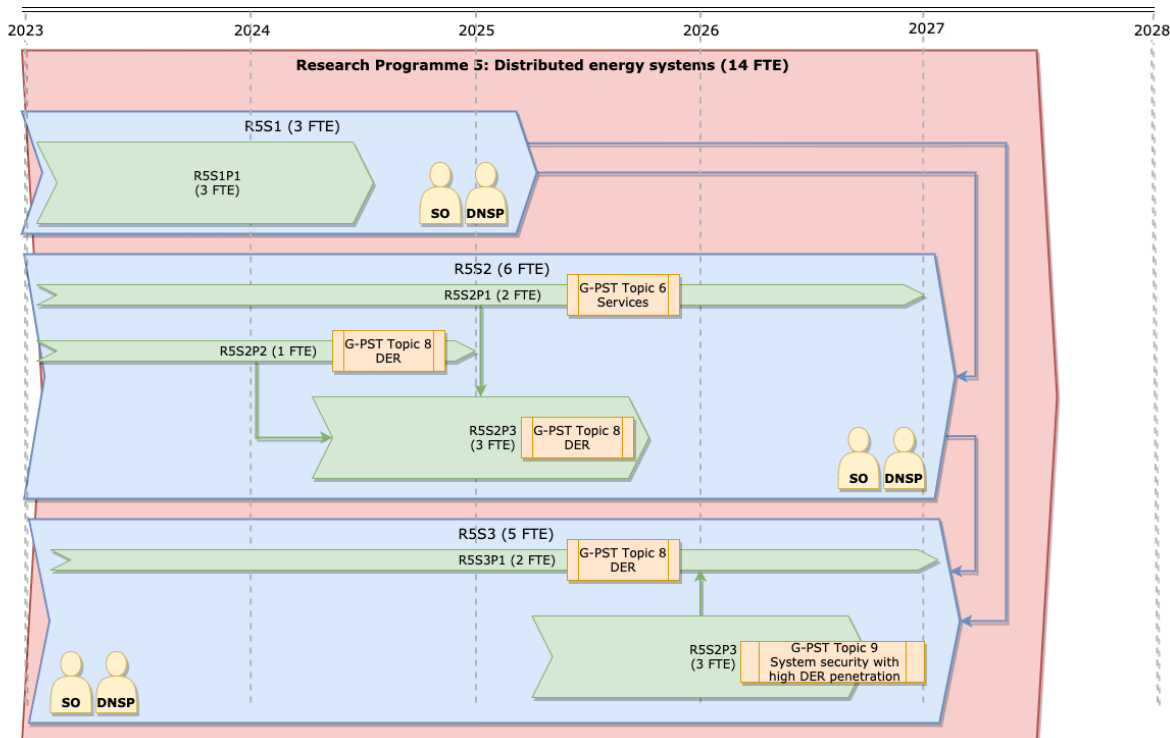 2023
2024
2025
2026
2027
2028
Research Programme 5: Distributed energy systems (14 FTE)
R5S1 (3 FTE)
R5S1P1
(3 FTE)
SO
DNSP
R5S2 (6 FTE)
G-PST Topic 6
Services
R5S2P1 (2 FTE)
R5S2P2 (1 FTE)
G-PST Topic 8
DER
R5S2P3
(3 FTE)
G-PST Topic 8
DER
SO
DNSP
R5S3 (5 FTE)
R5S3P1 (2 FTE)
G-PST Topic 8
DER
R5S2P3
(3 FTE)
G-PST Topic 9
System security with
high DER penetration
SO
DNSP